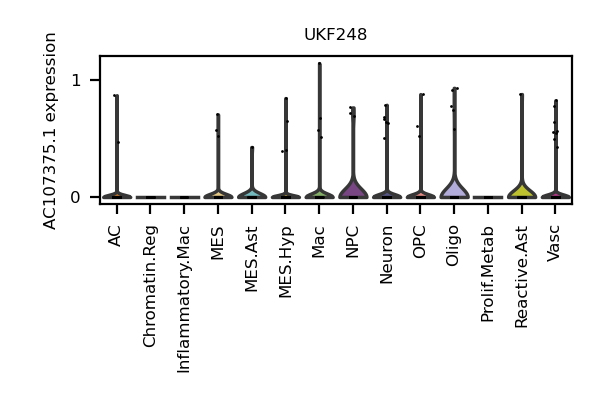 UKF248
AC107375.1 expression
1
0
AC
Chromatin.Reg
Inflammatory.Mac
MES
MES.Ast
MES.Hyp
Mac
NPC
Neuron
OPC
Oligo
Prolif.Metab
Reactive.Ast
Vasc